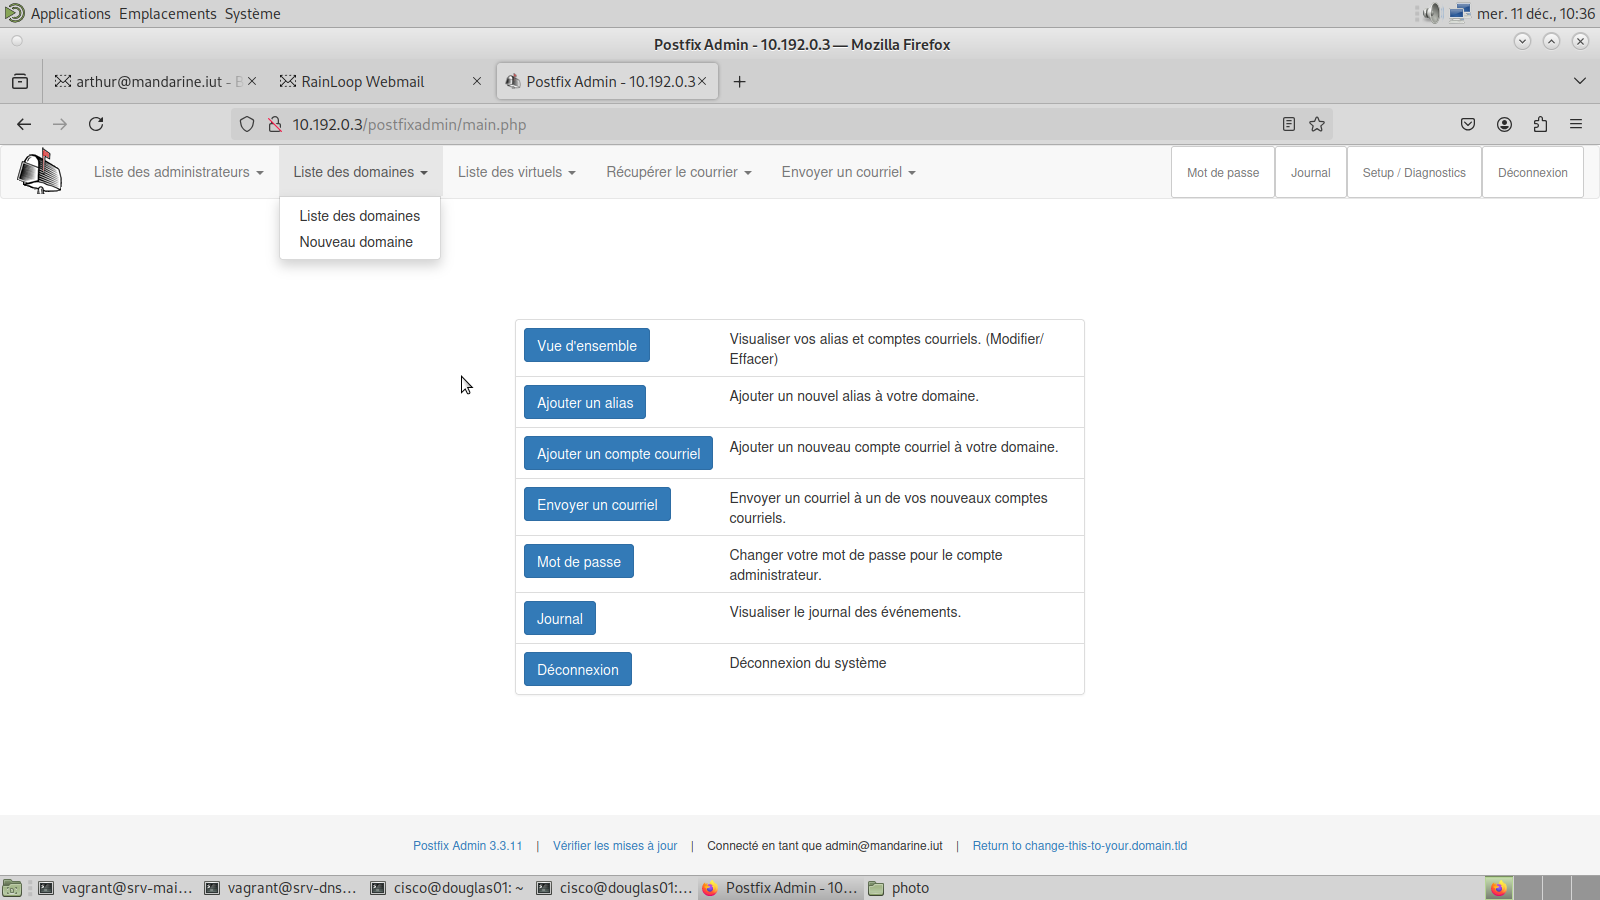 Applications Emplacements Système
mer. 11 déc., 10:36
Postfix Admin - 10.192.0.3 — Mozilla Firefox
arthur@mandarine.iut -
RainLoop Webmail
Postfix Admin - 10.192.0.3
10.192.0.3/postfixadmin/main.php
Liste des administrateurs
Liste des domaines
Liste des virtuels
Récupérer le courrier
Envoyer un courriel
Mot de passe
Journal
Setup / Diagnostics
Déconnexion
Liste des domaines
Nouveau domaine
Vue d'ensemble
Visualiser vos alias et comptes courriels. (Modifier/
Effacer)
Ajouter un alias
Ajouter un nouvel alias à votre domaine.
Ajouter un compte courriel
Ajouter un nouveau compte courriel à votre domaine.
Envoyer un courriel
Envoyer un courriel à un de vos nouveaux comptes
courriels.
Mot de passe
Changer votre mot de passe pour le compte
administrateur.
Journal
Visualiser le journal des événements.
Déconnexion
Déconnexion du système
Postfix Admin 3.3.11 | Vérifier les mises à jour | Connecté en tant que admin@mandarine.iut | Return to change-this-to-your.domain.tld
vagrant@srv-mai...
vagrant@srv-dns...
cisco@douglas01: ~
cisco@douglas01:...
Postfix Admin - 10...
photo